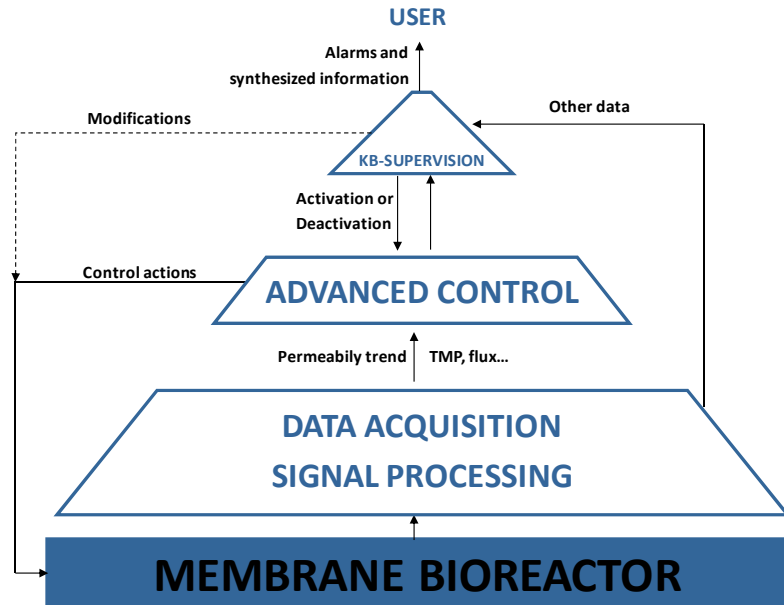 USER
Alarms and
synthesized information
Other data
Modifications
KB-SUPERVISION
Activation or
Deactivation
Control actions
ADVANCED CONTROL
Permeabily trend
TMP, flux...
DATA ACQUISITION
SIGNAL PROCESSING
MEMBRANE BIOREACTOR